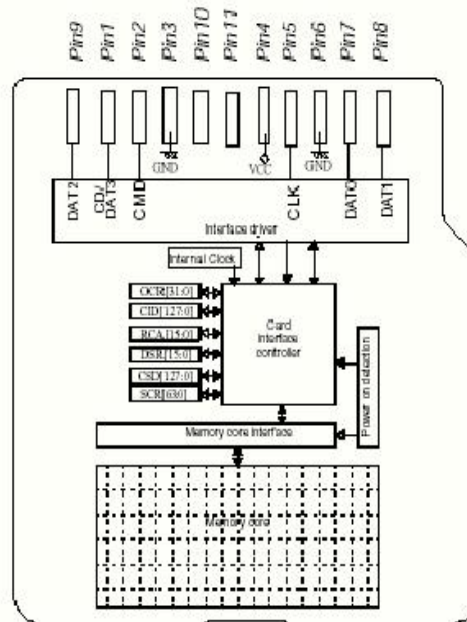 Pin9 Pin1 Pin2 Pin3 Pin10 Pin11 Pin4 Pin5 Pin6 Pin7 Pin8
GND VCC GND
DAT2 CD/DAT3 CMD CLK DAT0 DAT1
Interface driver
Internal Clock
OCR[31:0]
CID[127:0]
RCA[15:0]
DSR[15:0]
CSD[127:0]
SCR[63:0]
Card
Interface
controller
Power on detection
Memory core interface
Memory core